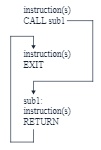 instruction(s)
CALL sub1
instruction(s)
EXIT
sub1:
instruction(s)
RETURN